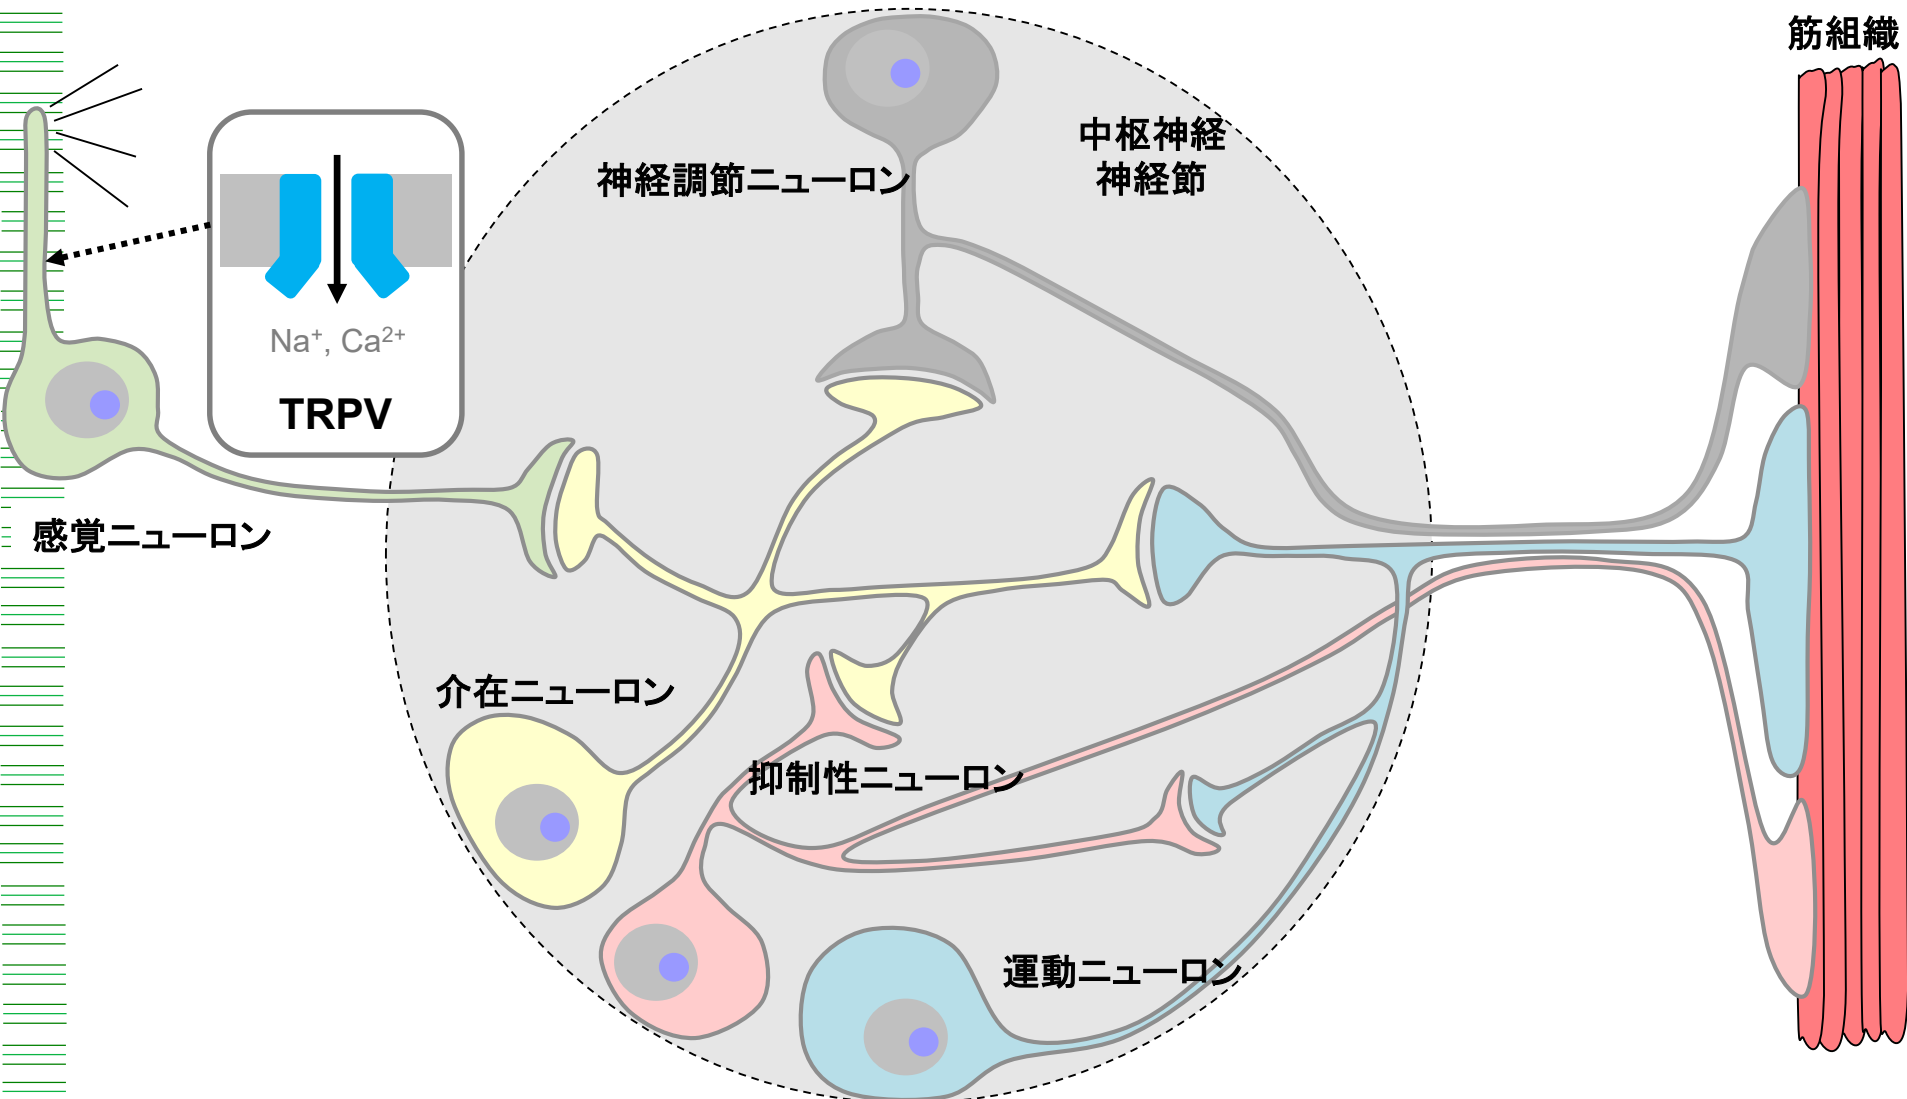 筋組織
中枢神経
神経節
神経調節ニューロン
Na⁺, Ca²⁺
TRPV
感覚ニューロン
介在ニューロン
抑制性ニューロン
運動ニューロン